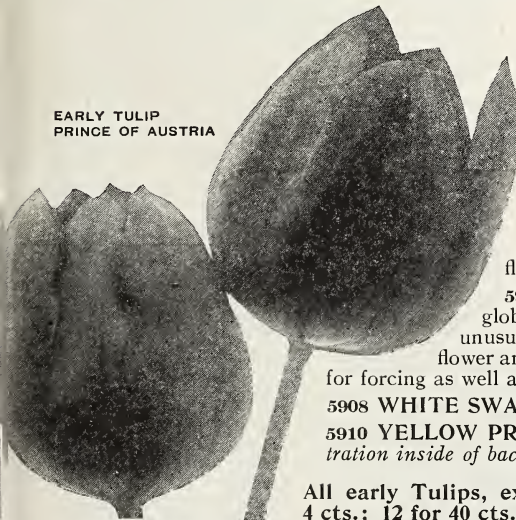 EARLY TULIP
PRINCE OF AUSTRIA
fl
59
glob
unusu
flower an
for forcing as well a
5908 WHITE SWA
5910 YELLOW PR
tration inside of bac
All early Tulips, ex
4 cts.: 12 for 40 cts.